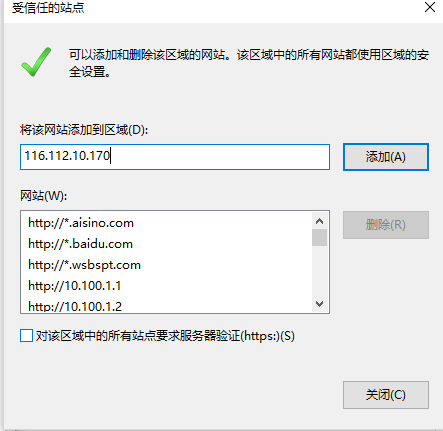 受信任的站点
可以添加和删除该区域的网站。该区域中的所有网站都使用区域的安
全设置。
将该网站添加到区域(D):
116.112.10.170
添加(A)
网站(W):
http://*.aisino.com
http://*.baidu.com
http://*.wsbspt.com
http://10.100.1.1
http://10.100.1.2
删除(R)
对该区域中的所有站点要求服务器验证(https:)(S)
关闭(C)